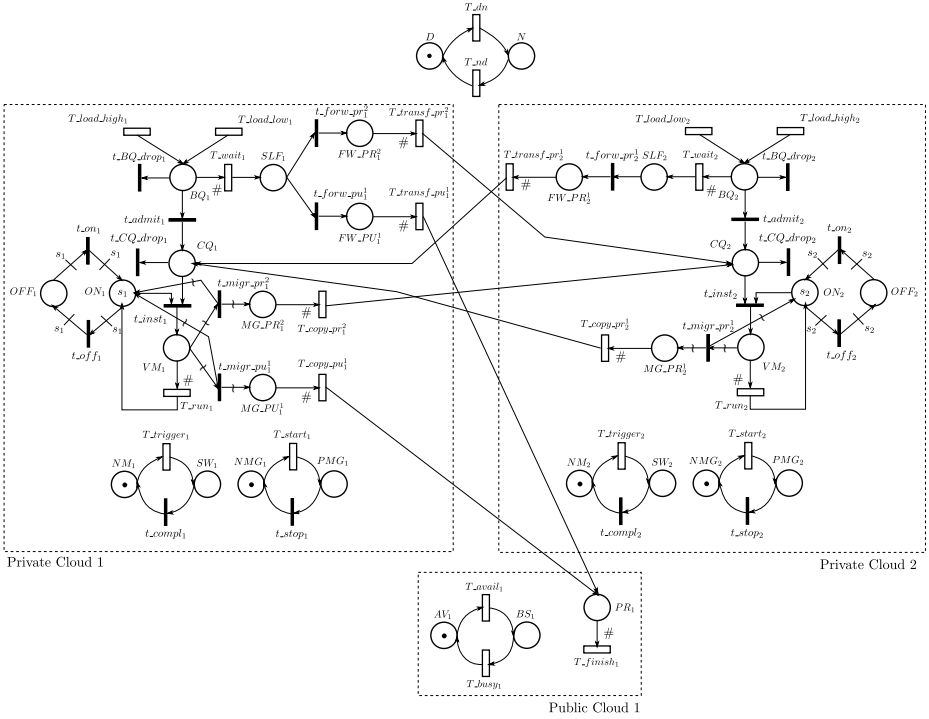 T_dn
D N
T_nd
T_load_high₁ T_load_low₁
t_forw_pr₁² T_transf_pr₁²
t_BQ_drop₁ T_wait₁ SLF₁
FW_PR₁²
# BQ₁ #
t_forw_pu₁¹ T_transf_pu₁¹
t_admit₁
FW_PU₁¹ #
t_on₁ t_CQ_drop₁ CQ₁
s₁ s₁
t_migr_pr₁²
OFF₁ ON₁ s₁
t_inst₁ MG_PR₁² #
T_copy_pr₁²
s₁ s₁
t_off₁
VM₁ t_migr_pu₁¹ T_copy_pu₁¹
#
MG_PU₁¹ #
T_run₁
T_trigger₁ T_start₁
NM₁ SW₁ NMG₁ PMG₁
t_compl₁ t_stop₁
Private Cloud 1
T_load_low₂ T_load_high₂
T_transf_pr₂¹ t_forw_pr₂¹ SLF₂ T_wait₂ t_BQ_drop₂
# FW_PR₂¹ # BQ₂
t_admit₂
CQ₂ t_CQ_drop₂ t_on₂
s₂ s₂
t_inst₂ s₂ ON₂ OFF₂
T_copy_pr₂¹ t_migr_pr₂¹
s₂ s₂
t_off₂
# MG_PR₂¹ VM₂
#
T_run₂
T_trigger₂ T_start₂
NM₂ SW₂ NMG₂ PMG₂
t_compl₂ t_stop₂
Private Cloud 2
T_avail₁
AV₁ BS₁ PR₁
#
T_finish₁
T_busy₁
Public Cloud 1